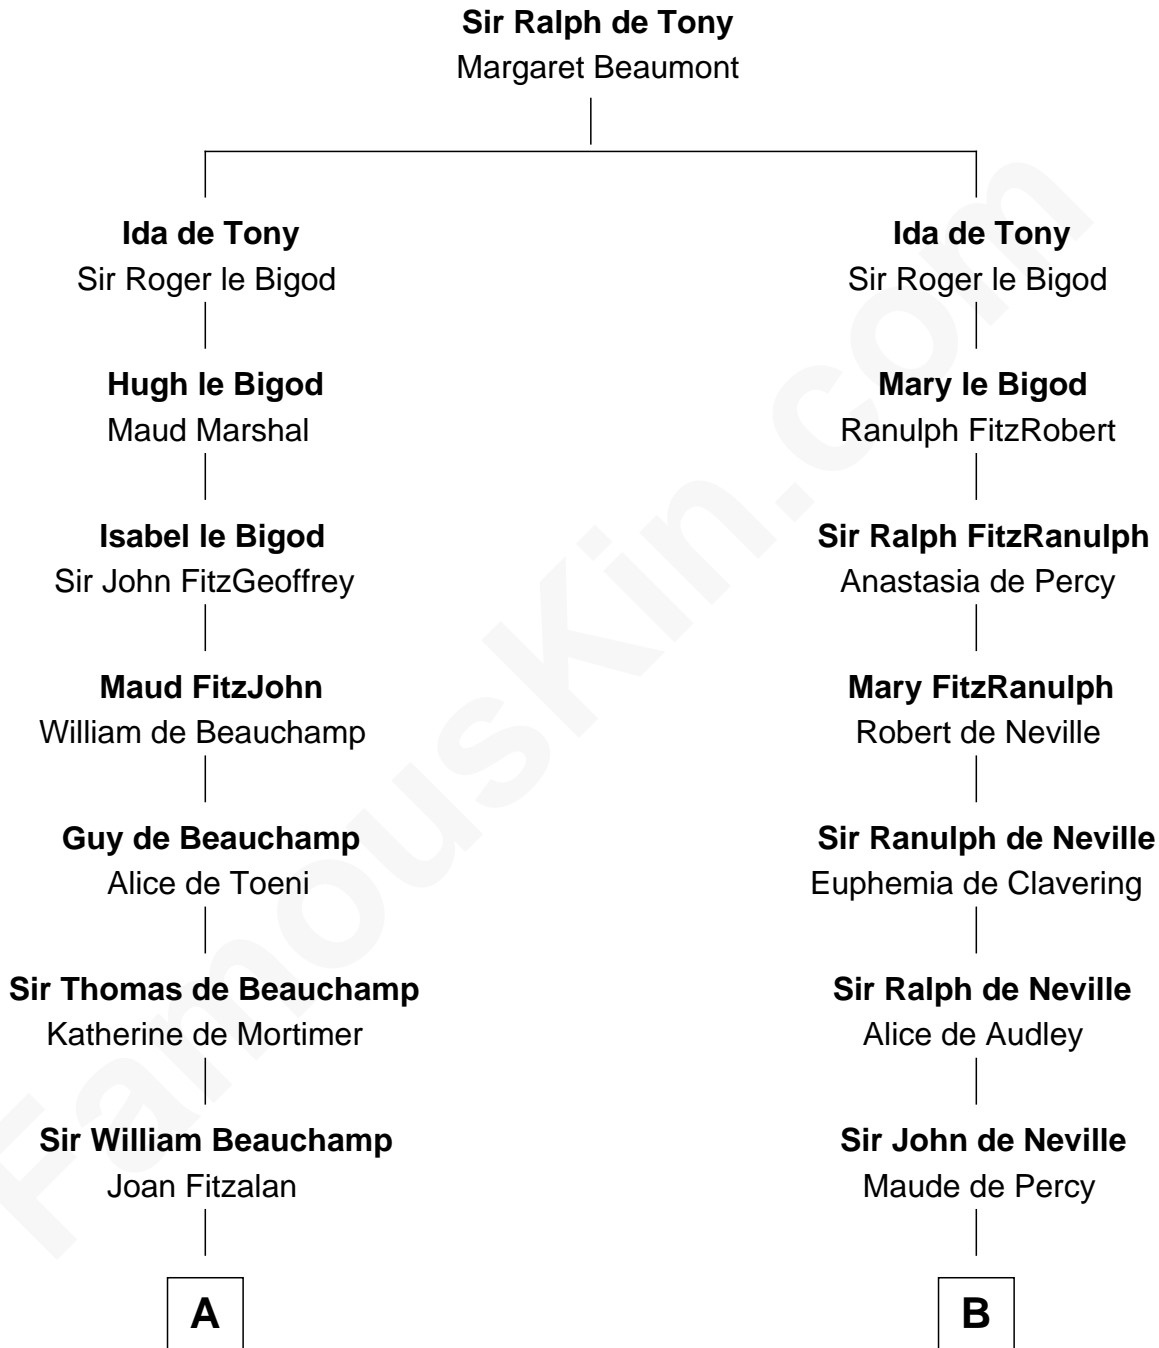 Sir Ralph de Tony
Margaret Beaumont
Ida de Tony
Sir Roger le Bigod
Ida de Tony
Sir Roger le Bigod
Hugh le Bigod
Maud Marshal
Mary le Bigod
Ranulph FitzRobert
Isabel le Bigod
Sir John FitzGeoffrey
Sir Ralph FitzRanulph
Anastasia de Percy
Maud FitzJohn
William de Beauchamp
Mary FitzRanulph
Robert de Neville
Guy de Beauchamp
Alice de Toeni
Sir Ranulph de Neville
Euphemia de Clavering
Sir Thomas de Beauchamp
Katherine de Mortimer
Sir Ralph de Neville
Alice de Audley
Sir William Beauchamp
Joan Fitzalan
Sir John de Neville
Maude de Percy
A
B
FamousKin.com